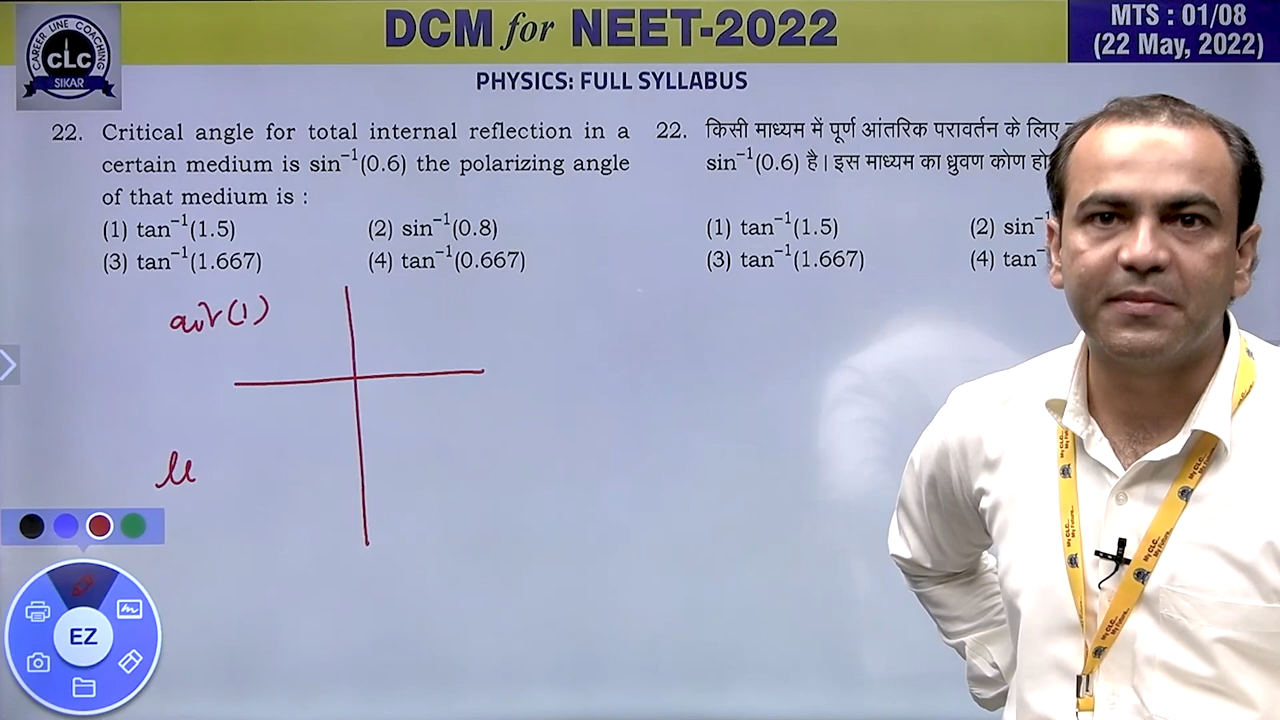 DCM for NEET-2022
MTS : 01/08
(22 May, 2022)
CAREER LINE COACHING
CLC
SIKAR
PHYSICS: FULL SYLLABUS
22. Critical angle for total internal reflection in a
certain medium is sin⁻¹(0.6) the polarizing angle
of that medium is :
(1) tan⁻¹(1.5) (2) sin⁻¹(0.8)
(3) tan⁻¹(1.667) (4) tan⁻¹(0.667)
22. किसी माध्यम में पूर्ण आंतरिक परावर्तन के लिए
sin⁻¹(0.6) है। इस माध्यम का ध्रुवण कोण
(1) tan⁻¹(1.5) (2) sin⁻¹
(3) tan⁻¹(1.667) (4) tan⁻
air (1)
μ
EZ